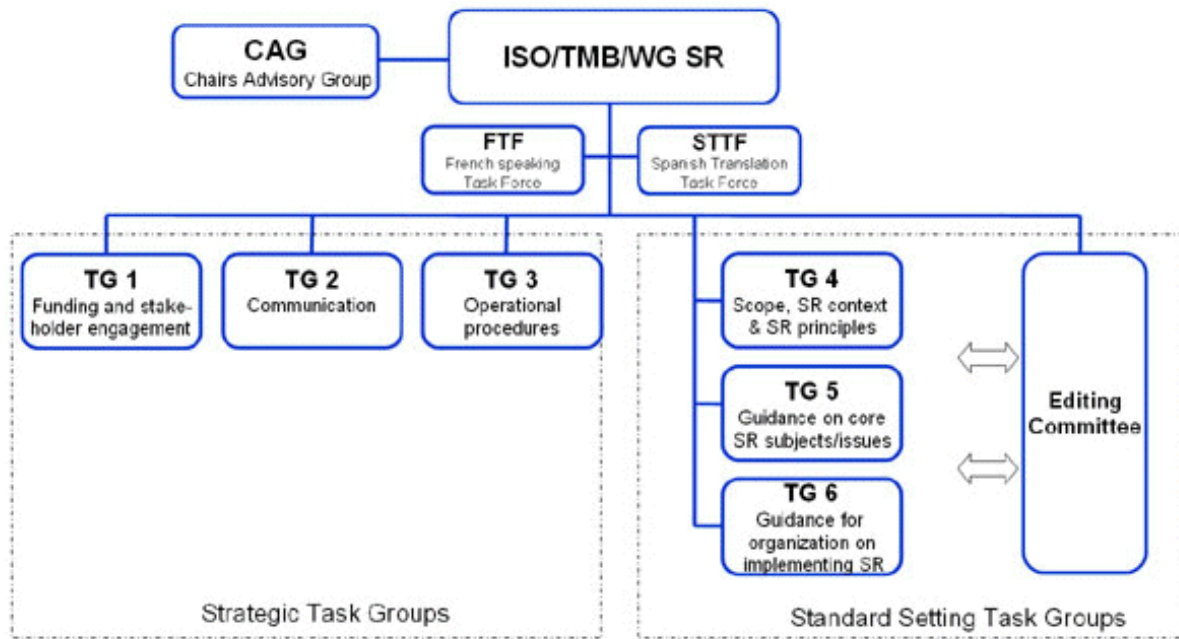 CAG
Chairs Advisory Group
ISO/TMB/WG SR
FTF
French speaking
Task Force
STTF
Spanish Translation
Task Force
TG 1
Funding and stake-
holder engagement
TG 2
Communication
TG 3
Operational
procedures
Strategic Task Groups
TG 4
Scope, SR context
& SR principles
TG 5
Guidance on core
SR subjects/issues
TG 6
Guidance for
organization on
implementing SR
Editing
Committee
Standard Setting Task Groups